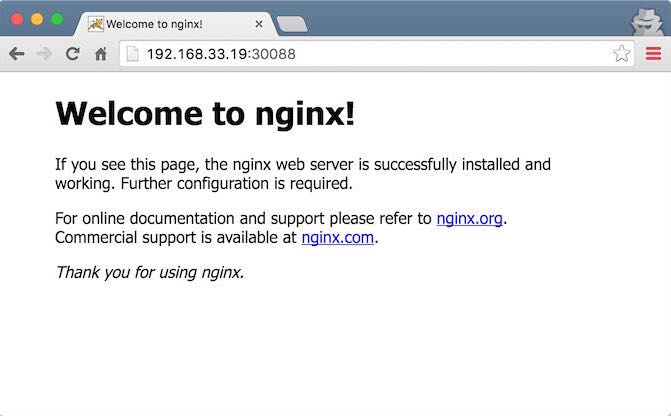 Welcome to nginx!
192.168.33.19:30088
Welcome to nginx!
If you see this page, the nginx web server is successfully installed and
working. Further configuration is required.
For online documentation and support please refer to nginx.org.
Commercial support is available at nginx.com.
Thank you for using nginx.